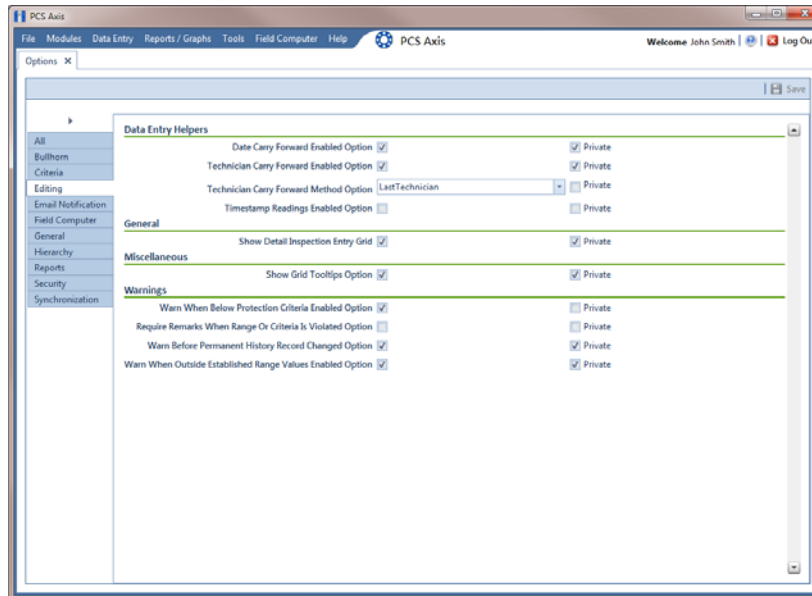 PCS Axis
File Modules Data Entry Reports / Graphs Tools Field Computer Help PCS Axis Welcome John Smith Log Ou
Options X
Save
All
Bullhorn
Criteria
Editing
Email Notification
Field Computer
General
Hierarchy
Reports
Security
Synchronization
Data Entry Helpers
Date Carry Forward Enabled Option Private
Technician Carry Forward Enabled Option Private
Technician Carry Forward Method Option LastTechnician Private
Timestamp Readings Enabled Option Private
General
Show Detail Inspection Entry Grid Private
Miscellaneous
Show Grid Tooltips Option Private
Warnings
Warn When Below Protection Criteria Enabled Option Private
Require Remarks When Range Or Criteria Is Violated Option Private
Warn Before Permanent History Record Changed Option Private
Warn When Outside Established Range Values Enabled Option Private